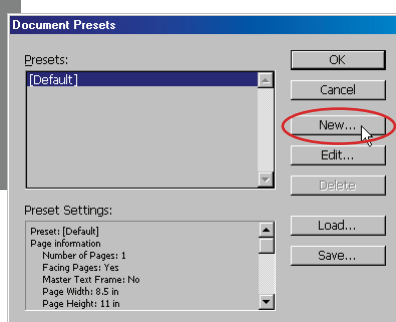 Document Presets
Presets:
[Default]
OK
Cancel
New...
Edit...
Delete
Load...
Save...
Preset Settings:
Preset: [Default]
Page information
Number of Pages: 1
Facing Pages: Yes
Master Text Frame: No
Page Width: 8.5 in
Page Height: 11 in